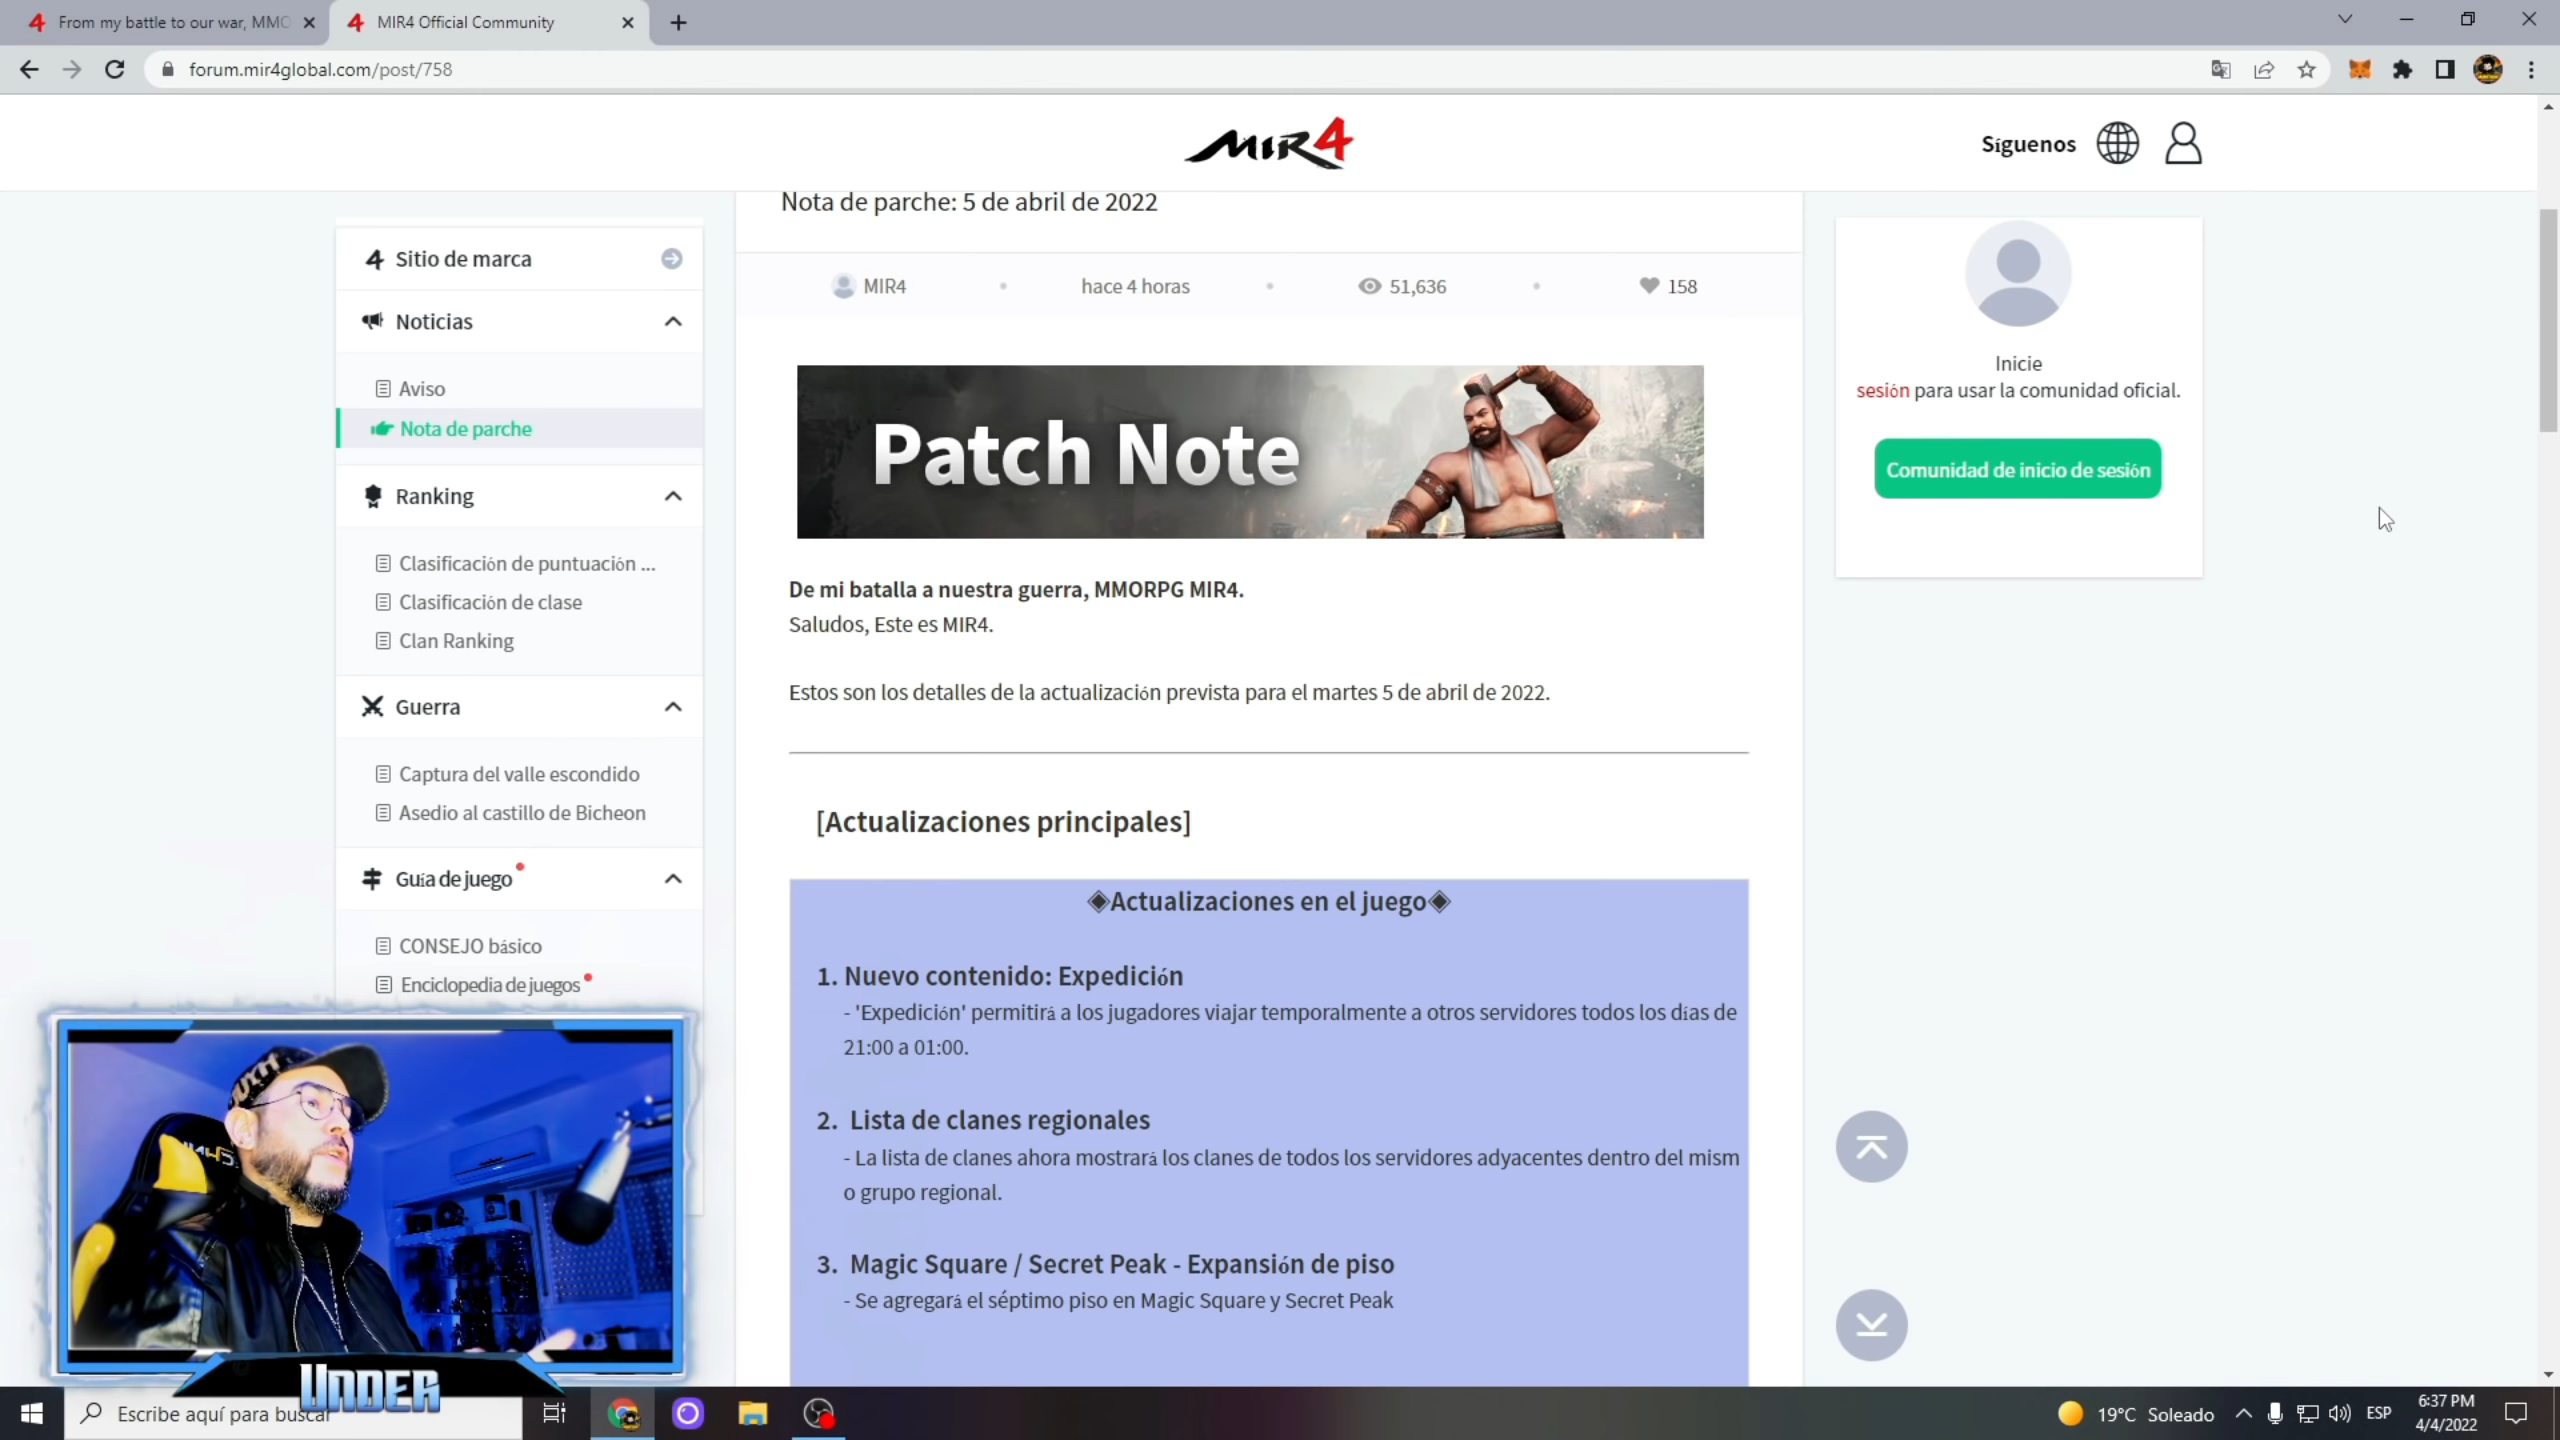 From my battle to our war, MMO
MIR4 Official Community
forum.mir4global.com/post/758
MIR4
Síguenos
Nota de parche: 5 de abril de 2022
MIR4
hace 4 horas
51,636
158
Sitio de marca
Noticias
Aviso
Nota de parche
Ranking
Clasificación de puntuación ...
Clasificación de clase
Clan Ranking
Guerra
Captura del valle escondido
Asedio al castillo de Bicheon
Guía de juego
CONSEJO básico
Enciclopedia de juegos
Patch Note
De mi batalla a nuestra guerra, MMORPG MIR4.
Saludos, Este es MIR4.
Estos son los detalles de la actualización prevista para el martes 5 de abril de 2022.
[Actualizaciones principales]
◈Actualizaciones en el juego◈
1. Nuevo contenido: Expedición
- 'Expedición' permitirá a los jugadores viajar temporalmente a otros servidores todos los días de
21:00 a 01:00.
2. Lista de clanes regionales
- La lista de clanes ahora mostrará los clanes de todos los servidores adyacentes dentro del mism
o grupo regional.
3. Magic Square / Secret Peak - Expansión de piso
- Se agregará el séptimo piso en Magic Square y Secret Peak
Inicie
sesión para usar la comunidad oficial.
Comunidad de inicio de sesión
UNDER
Escribe aquí para buscar
19°C Soleado
ESP
6:37 PM
4/4/2022